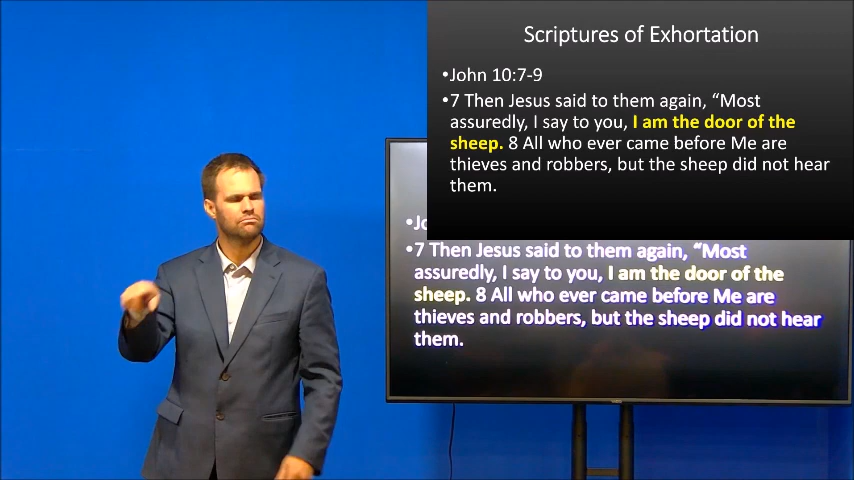 Scriptures of Exhortation
•John 10:7-9
•7 Then Jesus said to them again, “Most
assuredly, I say to you, I am the door of the
sheep. 8 All who ever came before Me are
thieves and robbers, but the sheep did not hear
them.
•Jo
•7 Then Jesus said to them again, “Most
assuredly, I say to you, I am the door of the
sheep. 8 All who ever came before Me are
thieves and robbers, but the sheep did not hear
them.